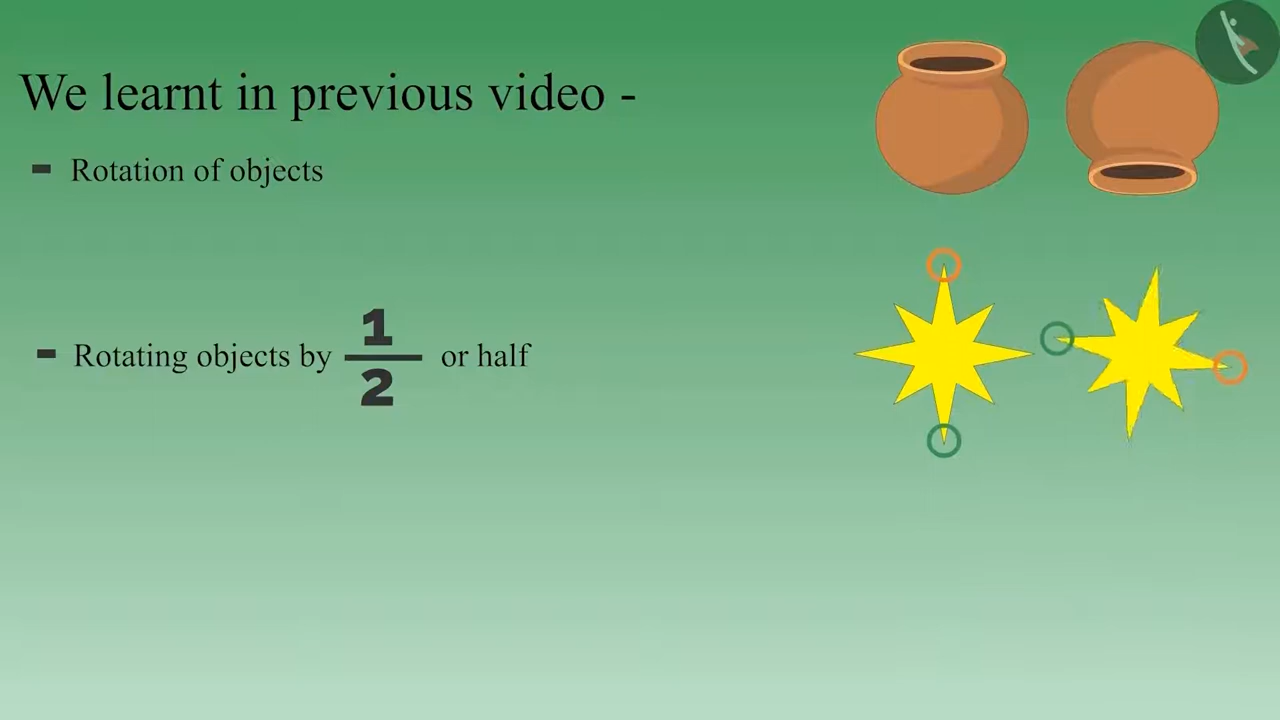 We learnt in previous video -
- Rotation of objects
- Rotating objects by 1/2 or half